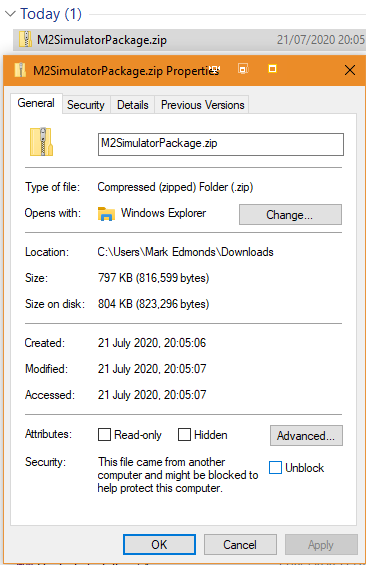 Today (1)
M2SimulatorPackage.zip 21/07/2020 20:05
M2SimulatorPackage.zip Properties
General Security Details Previous Versions
M2SimulatorPackage.zip
Type of file: Compressed (zipped) Folder (.zip)
Opens with: Windows Explorer Change...
Location: C:\Users\Mark Edmonds\Downloads
Size: 797 KB (816,599 bytes)
Size on disk: 804 KB (823,296 bytes)
Created: 21 July 2020, 20:05:06
Modified: 21 July 2020, 20:05:07
Accessed: 21 July 2020, 20:05:07
Attributes: Read-only Hidden Advanced...
Security: This file came from another
computer and might be blocked to
help protect this computer.
Unblock
OK Cancel Apply